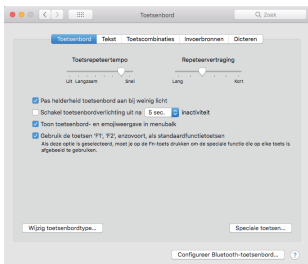 Toetsenbord
Zoek
Toetsenbord Tekst Toetscombinaties Invoerbronnen Dicteren
Toetsrepeteertempo Repeteervertraging
Uit Langzaam Snel Lang Kort
Pas helderheid toetsenbord aan bij weinig licht
Schakel toetsenbordverlichting uit na 5 sec. inactiviteit
Toon toetsenbord- en emojiweergave in menubalk
Gebruik de toetsen 'F1', 'F2', enzovoort, als standaardfunctietoetsen
Als deze optie is geselecteerd, moet je op de Fn-toets drukken om de speciale functie die op elke toets is
afgebeeld te gebruiken.
Wijzig toetsenbordtype... Speciale toetsen...
Configureer Bluetooth-toetsenbord... ?